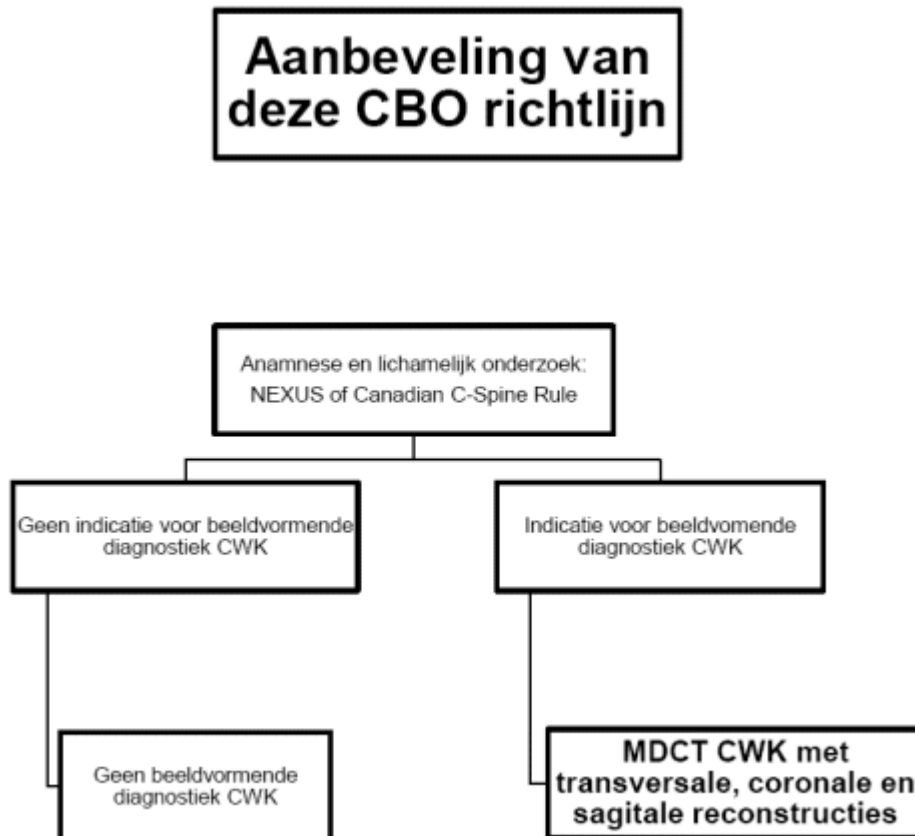 Aanbeveling van
deze CBO richtlijn
Anamnese en lichamelijk onderzoek:
NEXUS of Canadian C-Spine Rule
Geen indicatie voor beeldvormende
diagnostiek CWK
Indicatie voor beeldvomende
diagnostiek CWK
Geen beeldvormende
diagnostiek CWK
MDCT CWK met
transversale, coronale en
sagitale reconstructies